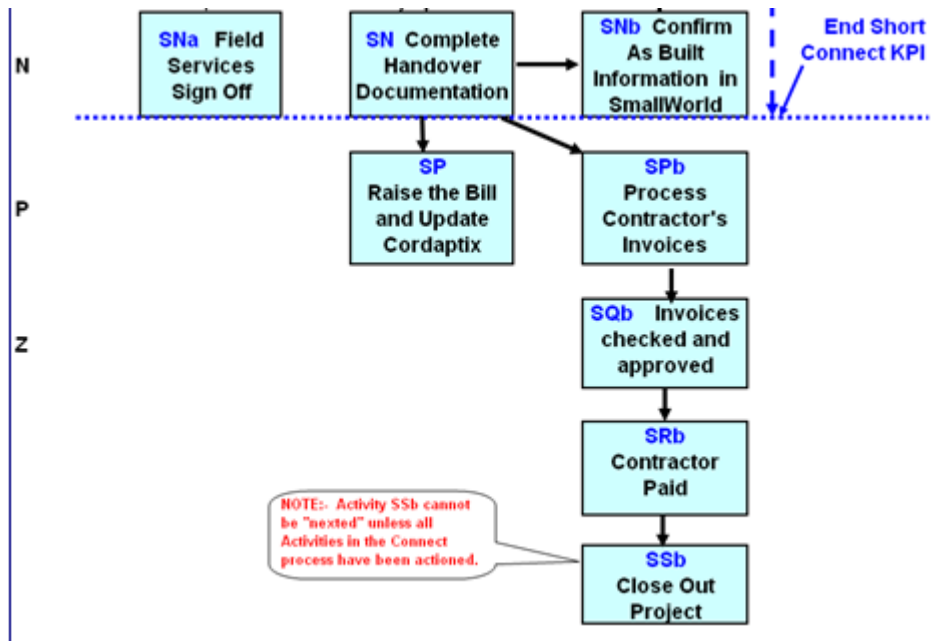 N
SNa Field
Services
Sign Off
SN Complete
Handover
Documentation
SNb Confirm
As Built
Information in
SmallWorld
End Short
Connect KPI
P
SP
Raise the Bill
and Update
Cordaptix
SPb
Process
Contractor's
Invoices
Z
SQb Invoices
checked and
approved
SRb
Contractor
Paid
NOTE:- Activity SSb cannot
be "nexted" unless all
Activities in the Connect
process have been actioned.
SSb
Close Out
Project